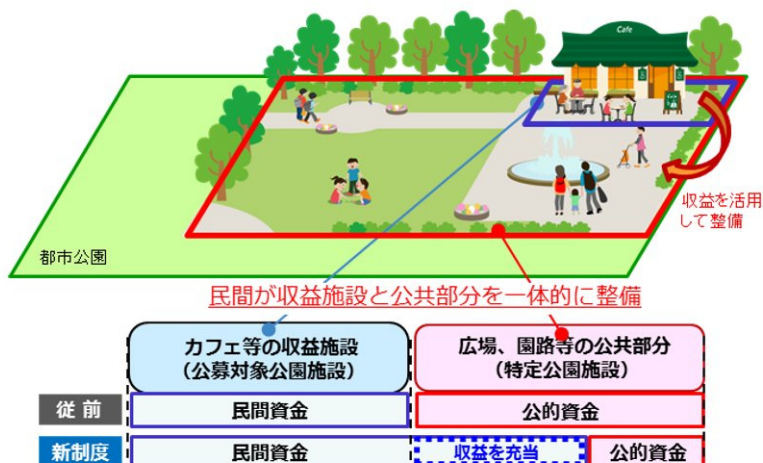 Cafe
収益を活用
して整備
都市公園
民間が収益施設と公共部分を一体的に整備
カフェ等の収益施設
(公募対象公園施設)
広場、園路等の公共部分
(特定公園施設)
従前
民間資金
公的資金
新制度
民間資金
収益を充当
公的資金